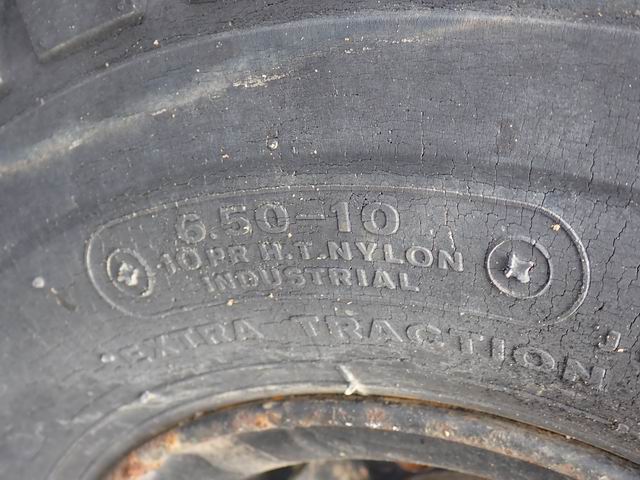 6.50-10
10PR H.T. NYLON
INDUSTRIAL
EXTRA TRACTION
J